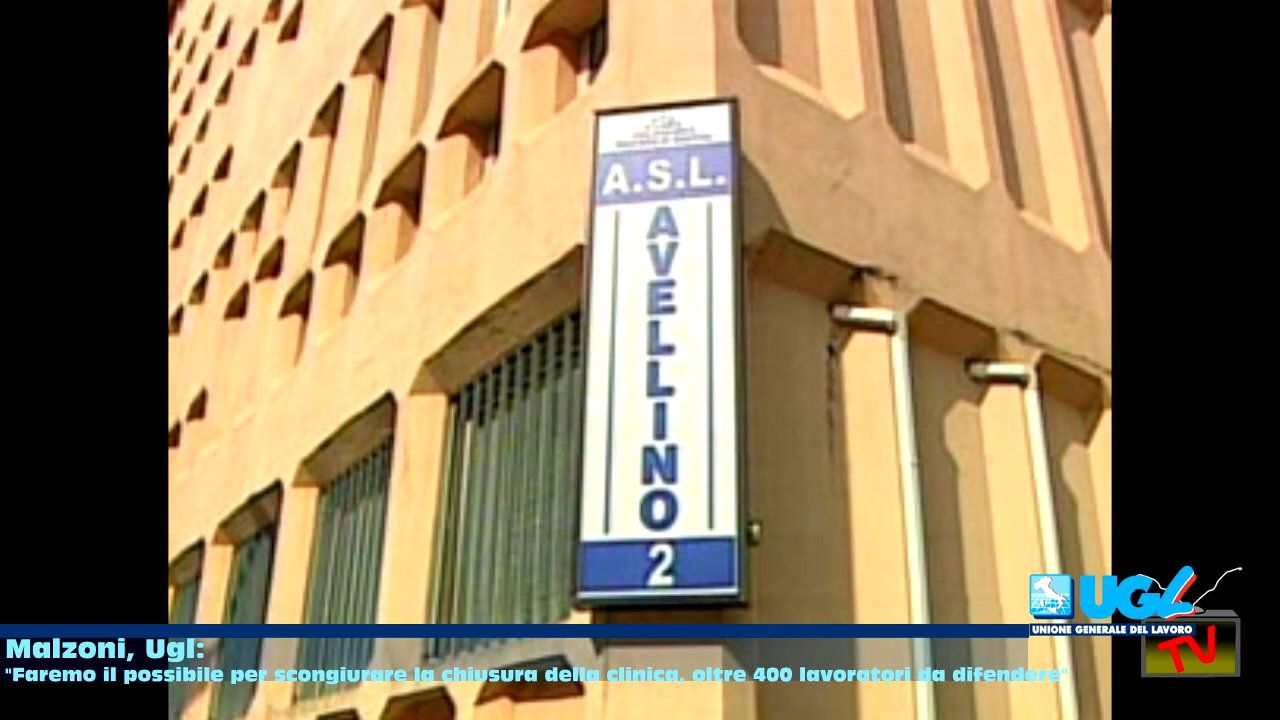 A.S.L.
AVELLINO
2
UGL
UNIONE GENERALE DEL LAVORO
TV
Malzoni, Ugl:
"Faremo il possibile per scongiurare la chiusura della clinica, oltre 400 lavoratori da difendere"